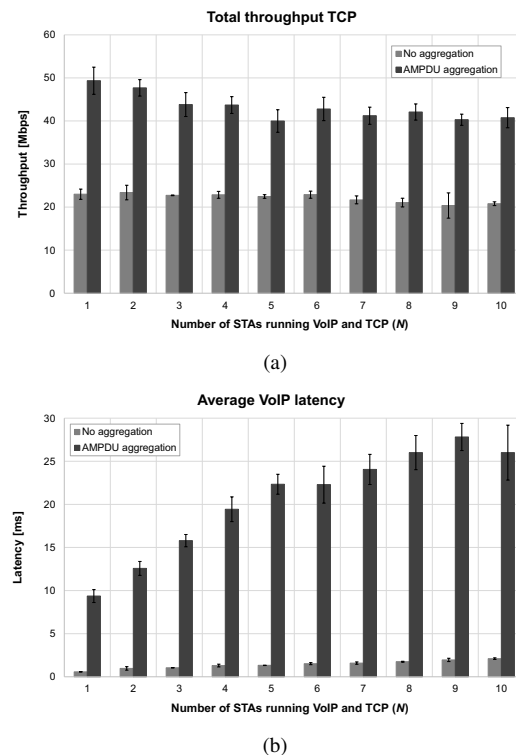 Total throughput TCP
60
50
40
30
20
10
0
Throughput [Mbps]
No aggregation
AMPDU aggregation
1 2 3 4 5 6 7 8 9 10
Number of STAs running VoIP and TCP (N)
(a)
Average VoIP latency
30
25
20
15
10
5
0
Latency [ms]
No aggregation
AMPDU aggregation
1 2 3 4 5 6 7 8 9 10
Number of STAs running VoIP and TCP (N)
(b)